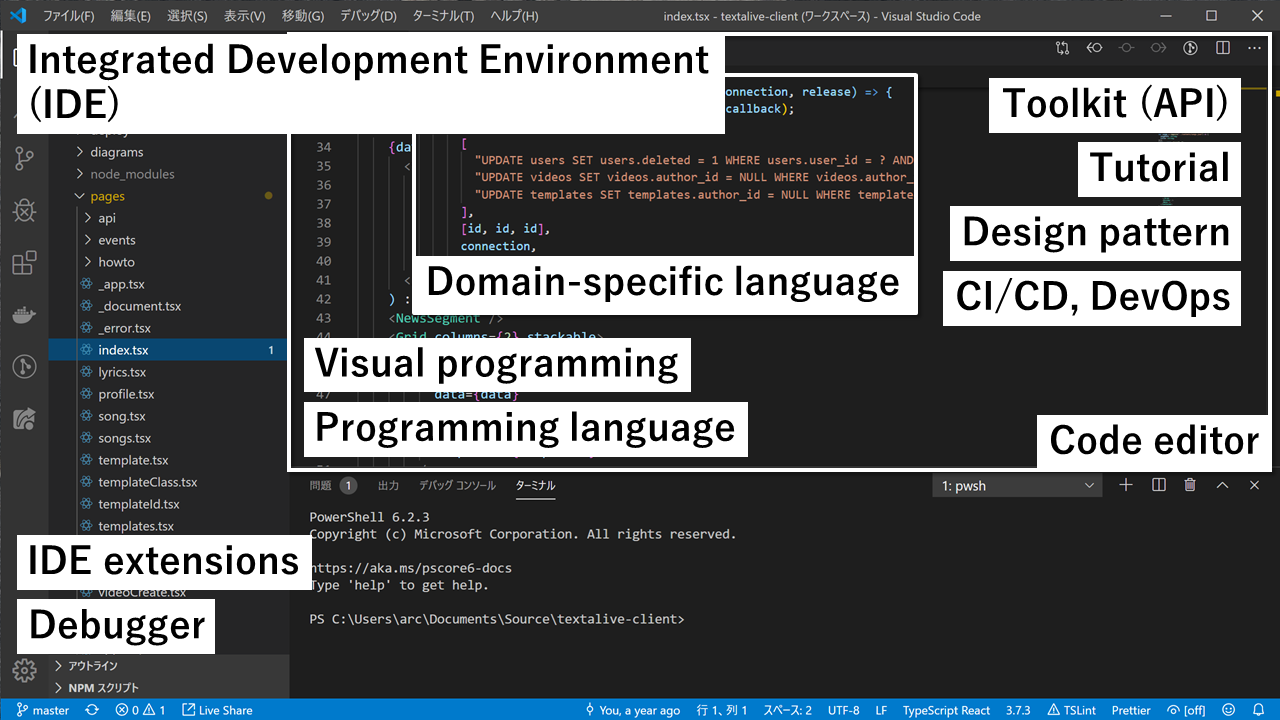 ファイル(F) 編集(E) 選択(S) 表示(V) 移動(G) デバッグ(D) ターミナル(T) ヘルプ(H) index.tsx - textalive-client (ワークスペース) - Visual Studio Code
Integrated Development Environment
(IDE)
diagrams
node_modules
pages
api
events
howto
_app.tsx
_document.tsx
_error.tsx
index.tsx 1
lyrics.tsx
profile.tsx
song.tsx
songs.tsx
template.tsx
templateClass.tsx
templateId.tsx
templates.tsx
IDE extensions
videoCreate.tsx
Debugger
アウトライン
NPM スクリプト
onnection, release) => {
callback);
[
"UPDATE users SET users.deleted = 1 WHERE users.user_id = ? AND
"UPDATE videos SET videos.author_id = NULL WHERE videos.author_
"UPDATE templates SET templates.author_id = NULL WHERE template
],
[id, id, id],
connection,
Domain-specific language
34 {da
35 <
36
37
38
39
40
41 <
42 ) :
43 <NewsSegment />
44 <Grid columns={2} stackable>
Visual programming
47 data={data}
Programming language
Toolkit (API)
Tutorial
Design pattern
CI/CD, DevOps
Code editor
問題 1 出力 デバッグ コンソール ターミナル 1: pwsh
PowerShell 6.2.3
Copyright (c) Microsoft Corporation. All rights reserved.
https://aka.ms/pscore6-docs
Type 'help' to get help.
PS C:\Users\arc\Documents\Source\textalive-client>
master 0 1 Live Share You, a year ago 行 1、列 1 スペース: 2 UTF-8 LF TypeScript React 3.7.3 TSLint Prettier [off]